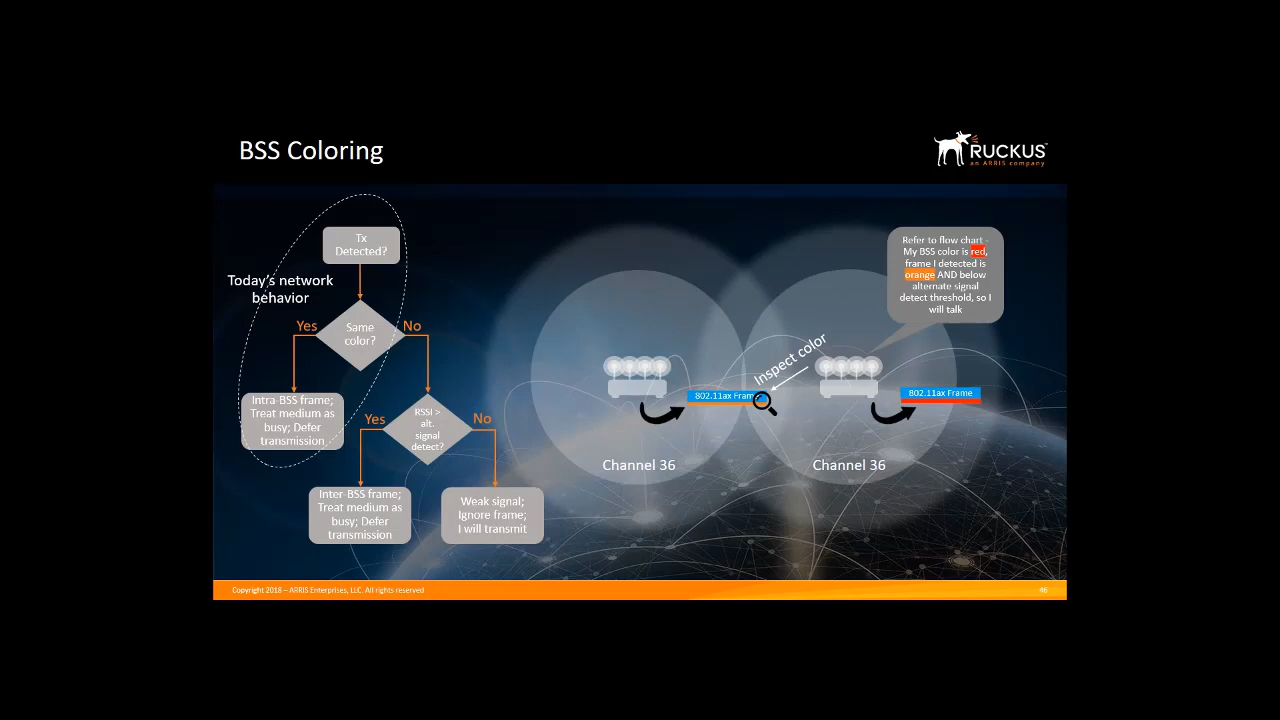 BSS Coloring
RUCKUS
an ARRIS company
Tx
Detected?
Today's network
behavior
Yes
Same
color?
No
Intra-BSS frame;
Treat medium as
busy; Defer
transmission
Yes
RSSI >
alt.
signal
detect?
No
Inter-BSS frame;
Treat medium as
busy; Defer
transmission
Weak signal;
Ignore frame;
I will transmit
Refer to flow chart -
My BSS color is red,
frame I detected is
orange AND below
alternate signal
detect threshold, so I
will talk
Inspect color
802.11ax Frame
802.11ax Frame
Channel 36
Channel 36
Copyright 2018 – ARRIS Enterprises, LLC. All rights reserved
46